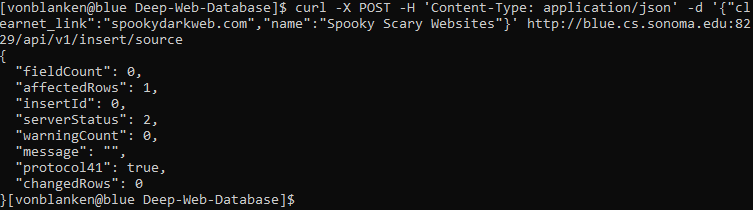 [vonblanken@blue Deep-Web-Database]$ curl -X POST -H 'Content-Type: application/json' -d '{"cl
earnet_link":"spookydarkweb.com","name":"Spooky Scary Websites"}' http://blue.cs.sonoma.edu:82
29/api/v1/insert/source
{
  "fieldCount": 0,
  "affectedRows": 1,
  "insertId": 0,
  "serverStatus": 2,
  "warningCount": 0,
  "message": "",
  "protocol41": true,
  "changedRows": 0
}[vonblanken@blue Deep-Web-Database]$